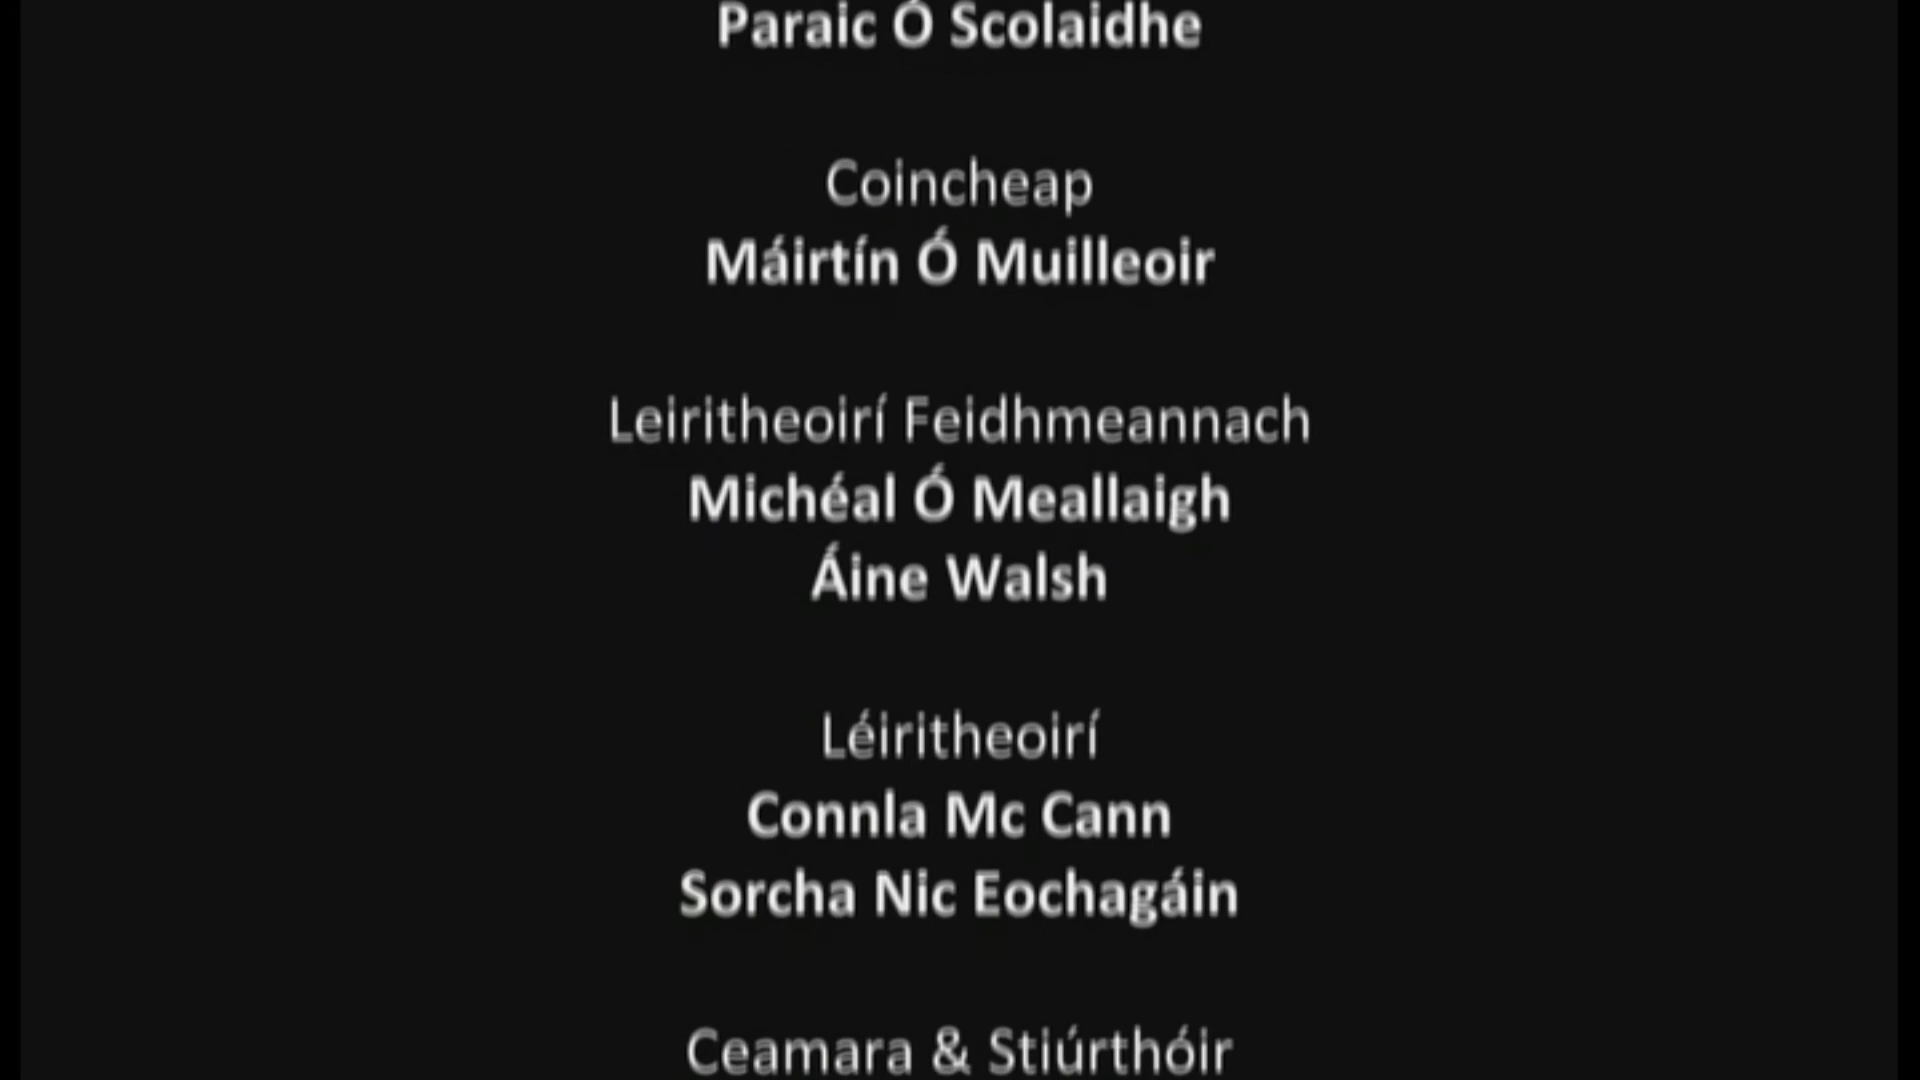 Paraic Ó Scolaidhe
Coincheap
Máirtín Ó Muilleoir
Leiritheoirí Feidhmeannach
Michéal Ó Meallaigh
Áine Walsh
Léiritheoirí
Connla Mc Cann
Sorcha Nic Eochagáin
Ceamara & Stiúrthóir